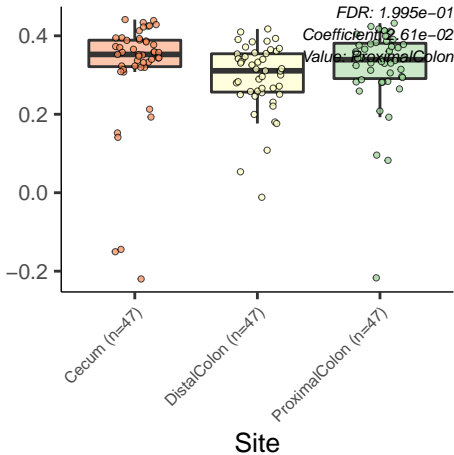 FDR: 1.995e−01
Coefficient: 2.61e−02
Value: ProximalColon
0.4
0.2
0.0
−0.2
Cecum (n=47)
DistalColon (n=47)
ProximalColon (n=47)
Site